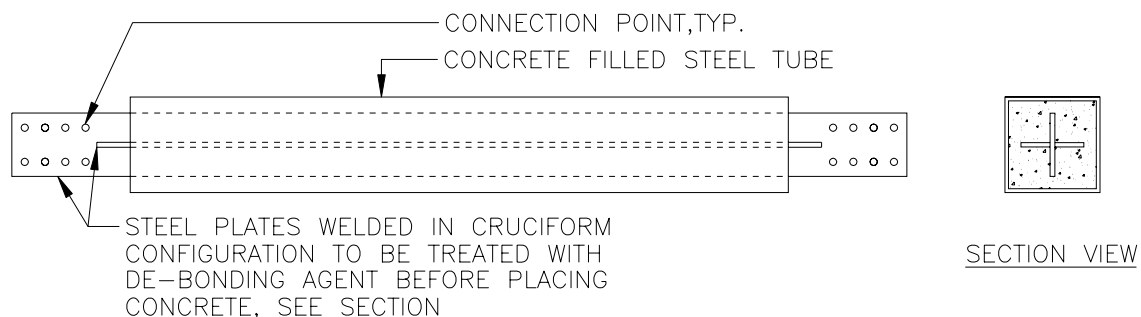 CONNECTION POINT,TYP.
CONCRETE FILLED STEEL TUBE
STEEL PLATES WELDED IN CRUCIFORM
CONFIGURATION TO BE TREATED WITH
DE-BONDING AGENT BEFORE PLACING
CONCRETE, SEE SECTION
SECTION VIEW